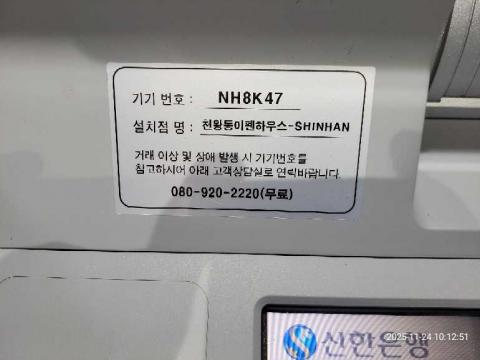 기기 번호 : NH8K47
설치점 명 : 천왕동이펜하우스-SHINHAN
거래 이상 및 상애 발생 시 기기번호를
참고하시어 아래 고객상담실로 연락바랍니다.
080-920-2220(무료)
신한은행
2025-11-24 10:12:51